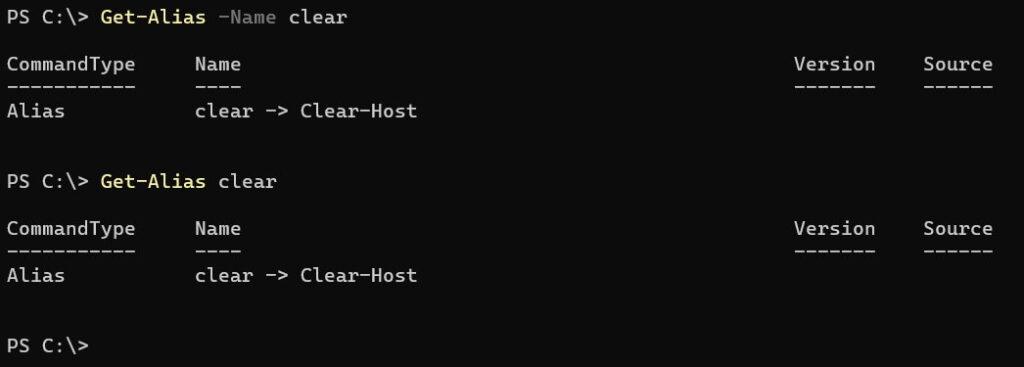 PS C:\> Get-Alias -Name clear
CommandType     Name                                               Version    Source
-----------     ----                                               -------    ------
Alias           clear -> Clear-Host
PS C:\> Get-Alias clear
CommandType     Name                                               Version    Source
-----------     ----                                               -------    ------
Alias           clear -> Clear-Host
PS C:\>